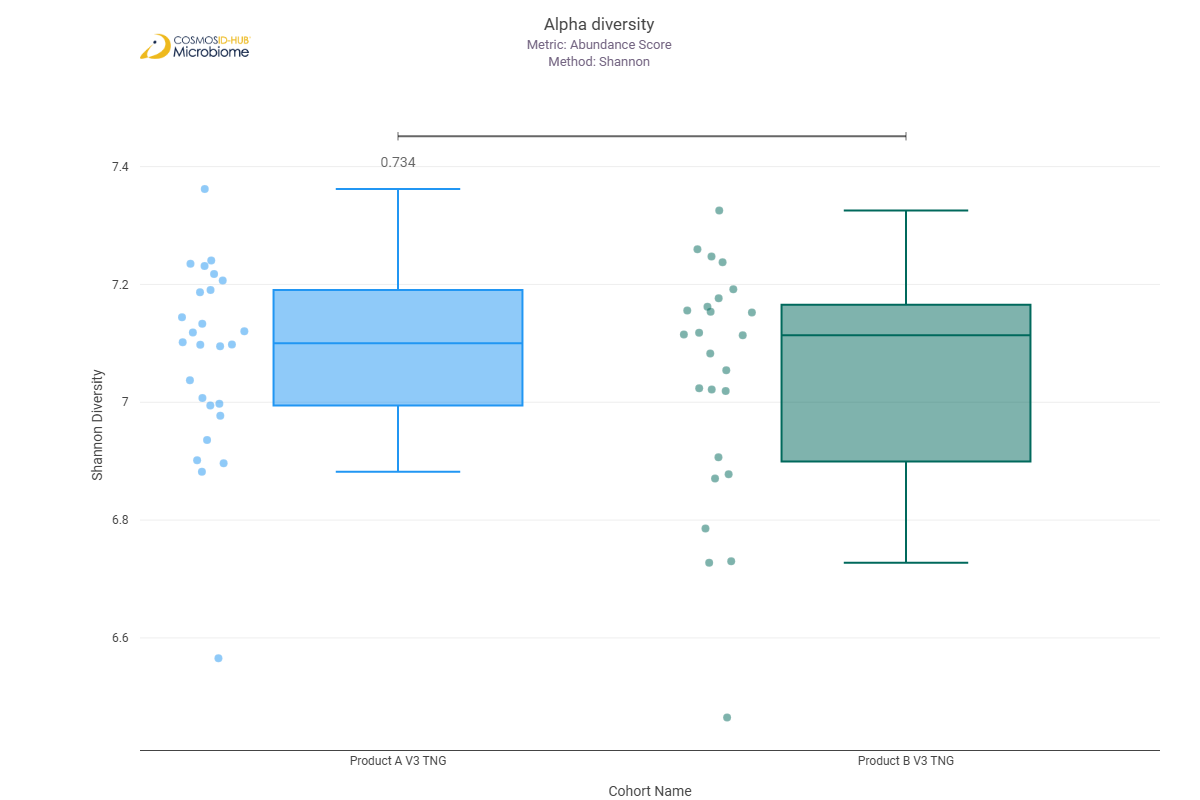 Alpha diversity
Metric: Abundance Score
Method: Shannon
COSMOSID-HUB
Microbiome
0.734
7.4
7.2
7
6.8
6.6
Shannon Diversity
Product A V3 TNG
Product B V3 TNG
Cohort Name